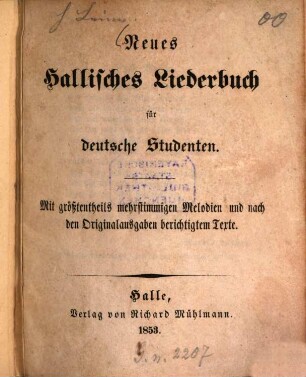 Neues
Hallisches Liederbuch
für
deutsche Studenten.
Mit größtentheils mehrstimmigen Melodien und nach
den Originalausgaben berichtigtem Texte.
Halle,
Verlag von Richard Mühlmann.
1853.